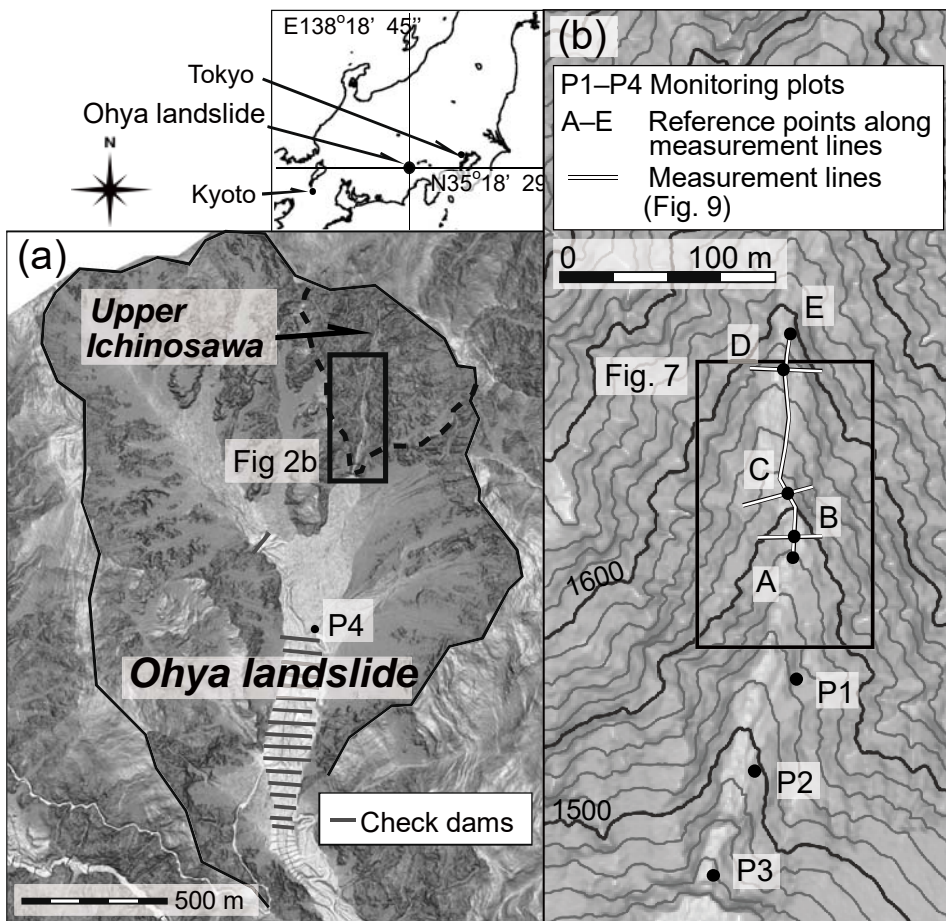 E138°18' 45"
Tokyo
Ohya landslide
N
N35°18' 29
Kyoto
(a)
Upper
Ichinosawa
Fig 2b
P4
Ohya landslide
Check dams
500 m
(b)
P1–P4 Monitoring plots
A–E Reference points along
measurement lines
Measurement lines
(Fig. 9)
0 100 m
E
D
Fig. 7
C
B
A
1600
P1
P2
1500
P3